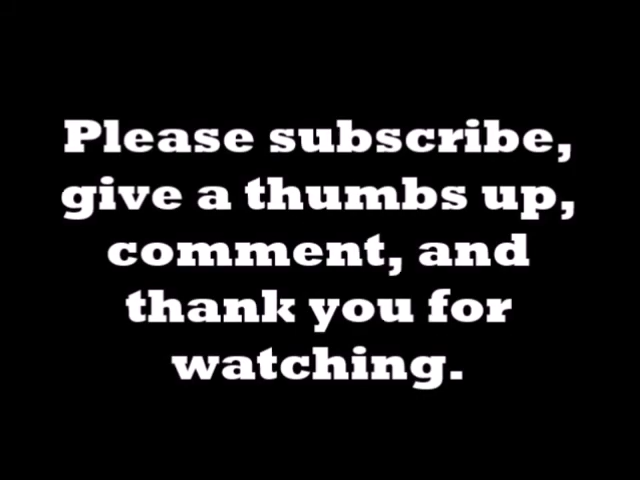 Please subscribe,
give a thumbs up,
comment, and
thank you for
watching.